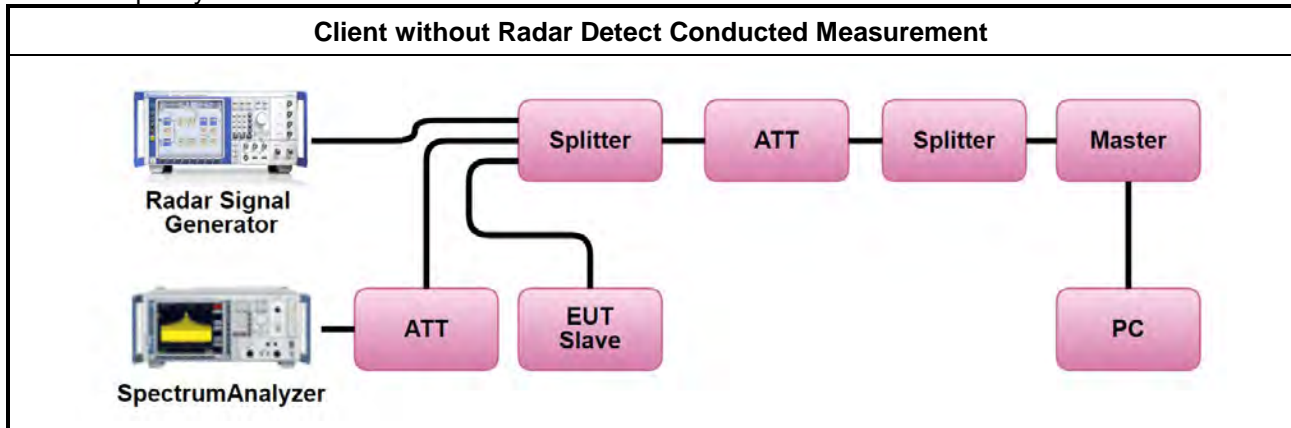 Client without Radar Detect Conducted Measurement
Radar Signal
Generator
Splitter
ATT
Splitter
Master
SpectrumAnalyzer
ATT
EUT
Slave
PC